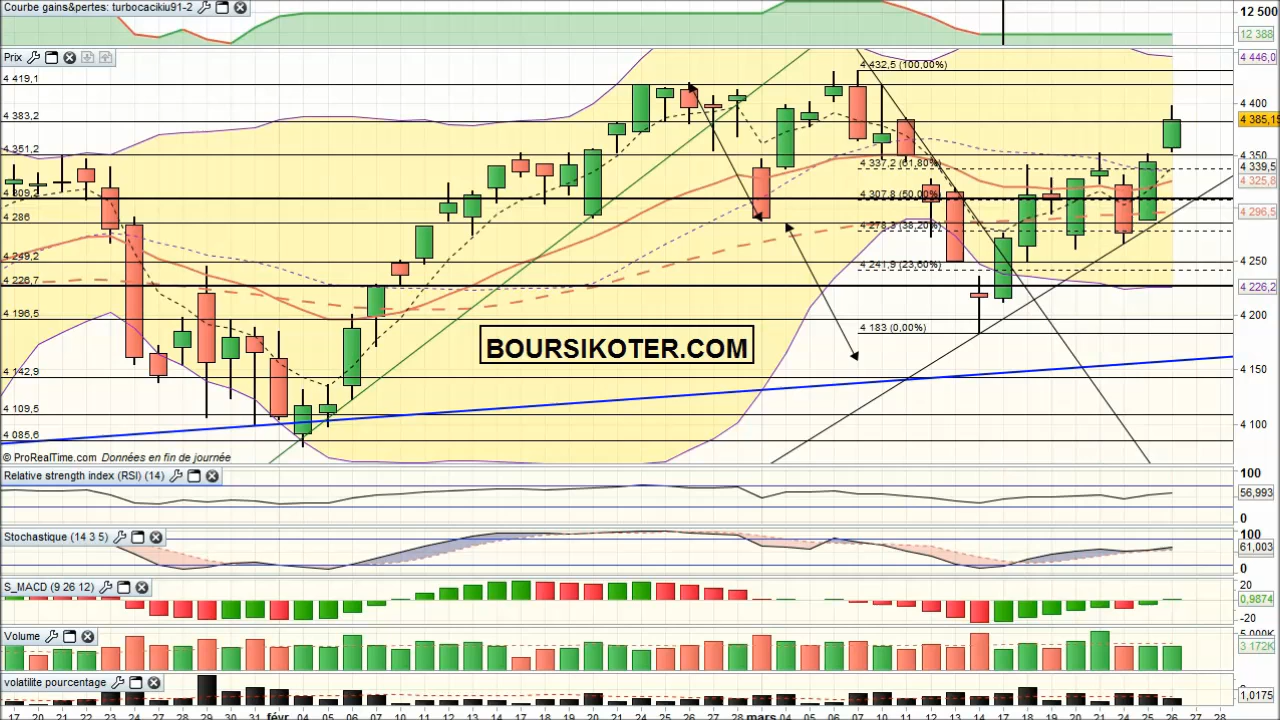 Courbe gains&pertes: turbocacikiu91-2
12 500
12 388
Prix
4 446,0
4 419,1
4 432,5 (100,00%)
4 400
4 383,2
4 385,15
4 351,2
4 350
4 337,2 (61,80%)
4 339,5
4 325,8
4 309,2
4 307,8 (50,00%)
4 296,5
4 286
4 278,3 (38,20%)
4 249,2
4 241,9 (23,60%)
4 250
4 226,7
4 226,2
4 196,5
4 200
4 183 (0,00%)
BOURSIKOTER.COM
4 142,9
4 150
4 109,5
4 100
4 085,6
© ProRealTime.com Données en fin de journée
Relative strength index (RSI) (14)
100
56,993
0
Stochastique (14 3 5)
100
61,003
0
S_MACD (9 26 12)
20
0,9874
-20
Volume
5 000K
3 172K
volatilite pourcentage
1,0175
17 20 21 22 23 24 27 28 29 30 31 févr. 04 05 06 07 10 11 12 13 14 17 18 19 20 21 24 25 26 27 28 mars 04 05 06 07 10 11 12 13 14 17 18 19 20 21 24 25 26 27 28